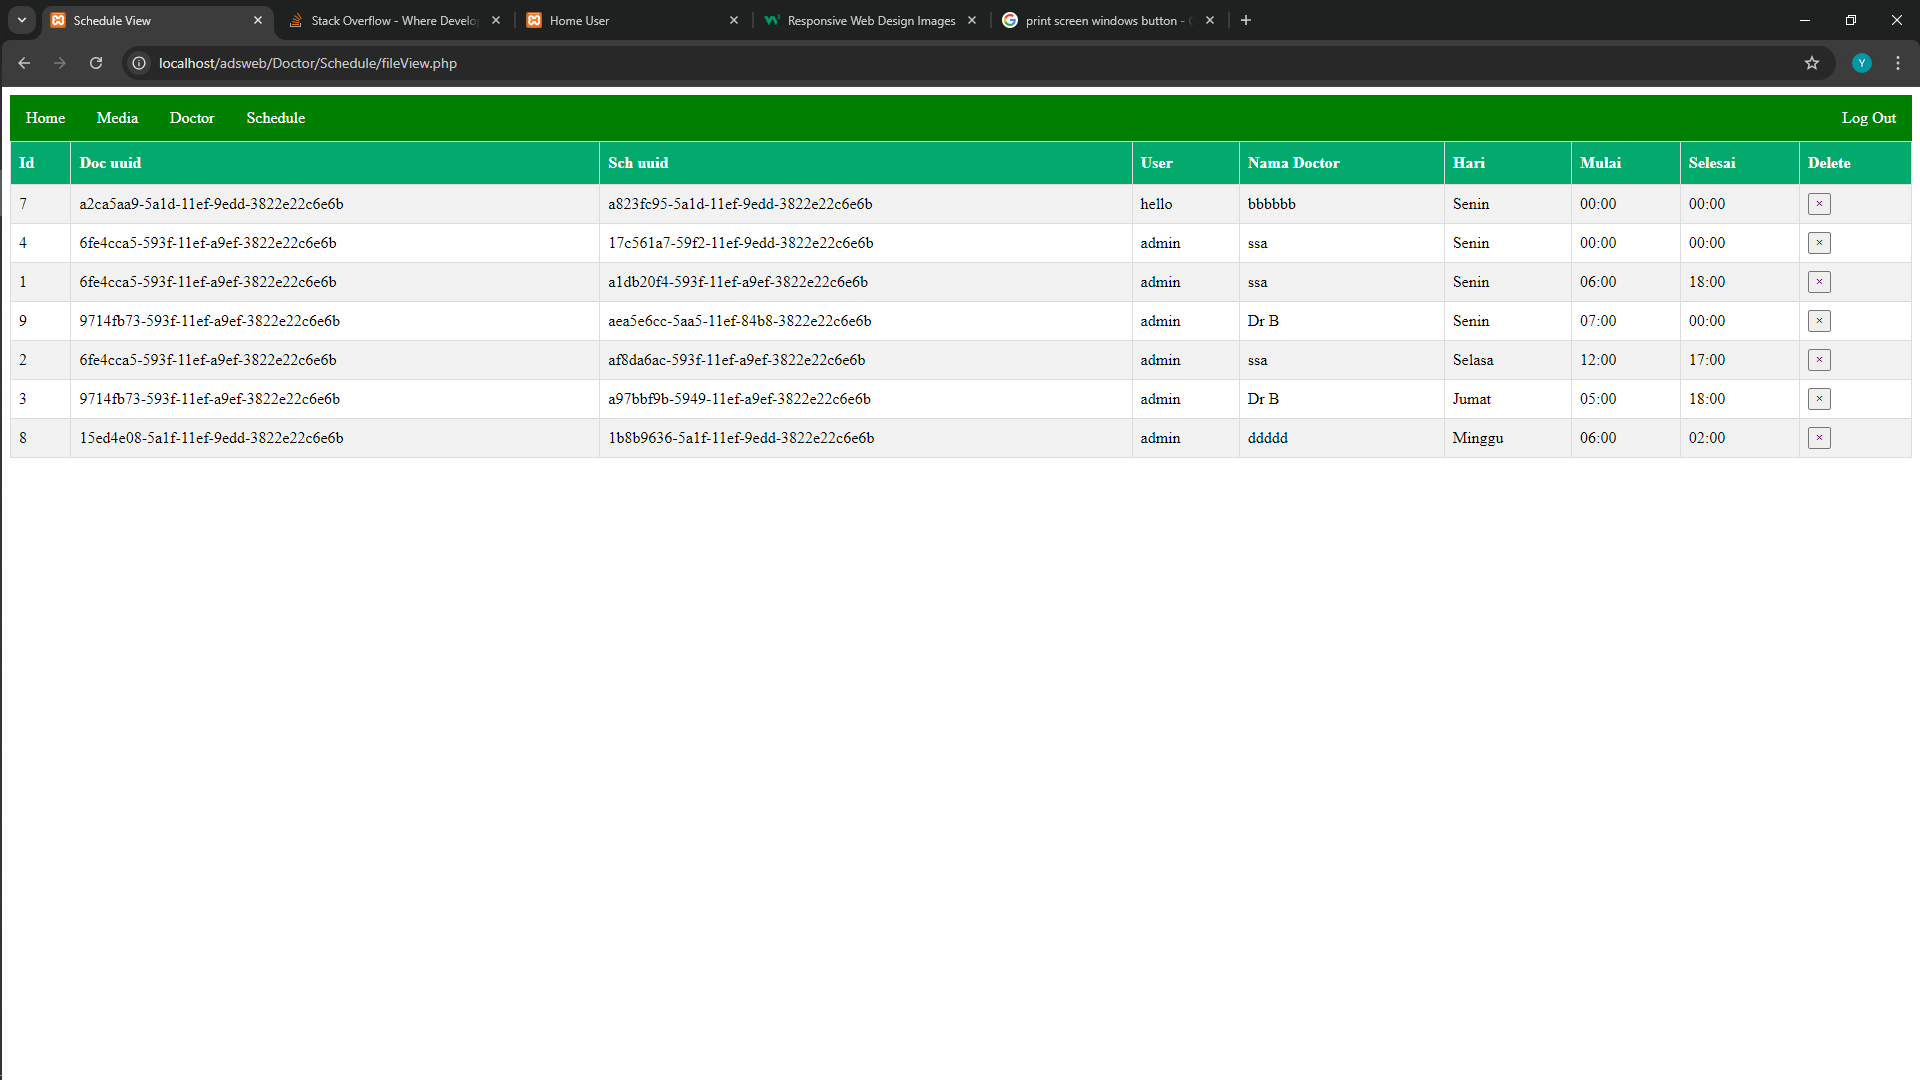 Schedule View
Stack Overflow - Where Develo
Home User
Responsive Web Design Images
print screen windows button -
localhost/adsweb/Doctor/Schedule/fileView.php
Y
Home Media Doctor Schedule Log Out
Id Doc uuid Sch uuid User Nama Doctor Hari Mulai Selesai Delete
7 a2ca5aa9-5a1d-11ef-9edd-3822e22c6e6b a823fc95-5a1d-11ef-9edd-3822e22c6e6b hello bbbbbb Senin 00:00 00:00 ×
4 6fe4cca5-593f-11ef-a9ef-3822e22c6e6b 17c561a7-59f2-11ef-9edd-3822e22c6e6b admin ssa Senin 00:00 00:00 ×
1 6fe4cca5-593f-11ef-a9ef-3822e22c6e6b a1db20f4-593f-11ef-a9ef-3822e22c6e6b admin ssa Senin 06:00 18:00 ×
9 9714fb73-593f-11ef-a9ef-3822e22c6e6b aea5e6cc-5aa5-11ef-84b8-3822e22c6e6b admin Dr B Senin 07:00 00:00 ×
2 6fe4cca5-593f-11ef-a9ef-3822e22c6e6b af8da6ac-593f-11ef-a9ef-3822e22c6e6b admin ssa Selasa 12:00 17:00 ×
3 9714fb73-593f-11ef-a9ef-3822e22c6e6b a97bbf9b-5949-11ef-a9ef-3822e22c6e6b admin Dr B Jumat 05:00 18:00 ×
8 15ed4e08-5a1f-11ef-9edd-3822e22c6e6b 1b8b9636-5a1f-11ef-9edd-3822e22c6e6b admin ddddd Minggu 06:00 02:00 ×